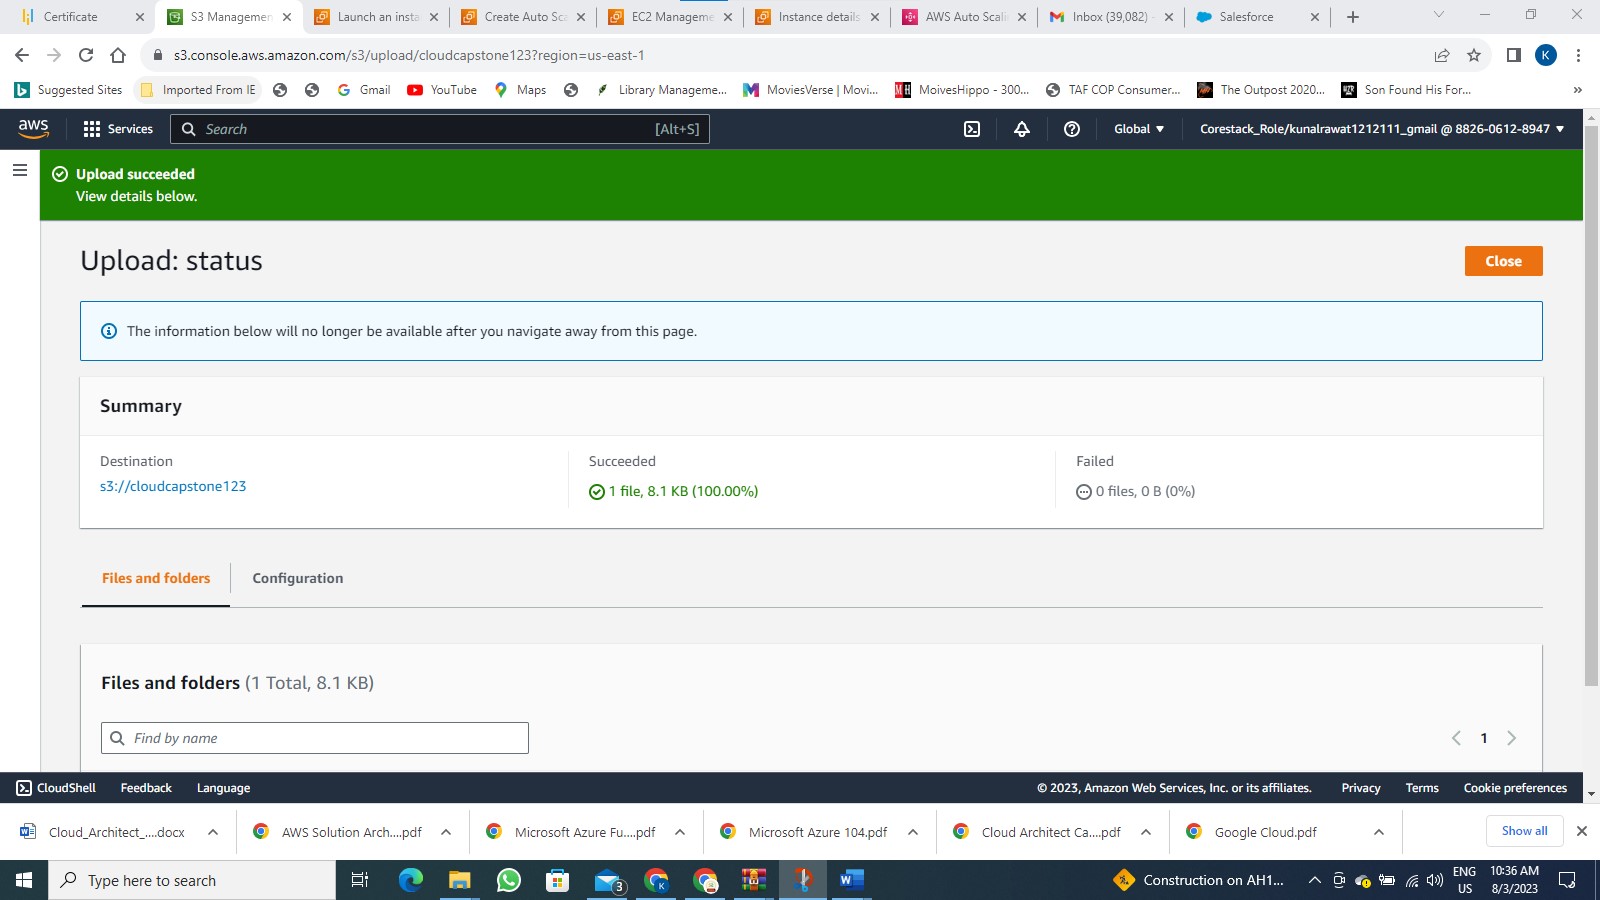 Certificate
S3 Managemen
Launch an insta
Create Auto Sca
EC2 Manageme
Instance details
AWS Auto Scali
Inbox (39,082) -
Salesforce
s3.console.aws.amazon.com/s3/upload/cloudcapstone123?region=us-east-1
K
Suggested Sites
Imported From IE
Gmail
YouTube
Maps
Library Manageme...
MoviesVerse | Movi...
MoivesHippo - 300...
TAF COP Consumer...
The Outpost 2020...
Son Found His For...
»
aws
Services
Search [Alt+S]
Global
Corestack_Role/kunalrawat1212111_gmail @ 8826-0612-8947
Upload succeeded
View details below.
Upload: status
Close
The information below will no longer be available after you navigate away from this page.
Summary
Destination
s3://cloudcapstone123
Succeeded
1 file, 8.1 KB (100.00%)
Failed
0 files, 0 B (0%)
Files and folders
Configuration
Files and folders (1 Total, 8.1 KB)
Find by name
1
CloudShell
Feedback
Language
© 2023, Amazon Web Services, Inc. or its affiliates.
Privacy
Terms
Cookie preferences
Cloud_Architect_....docx
AWS Solution Arch....pdf
Microsoft Azure Fu....pdf
Microsoft Azure 104.pdf
Cloud Architect Ca....pdf
Google Cloud.pdf
Show all
Type here to search
3
Construction on AH1...
ENG
US
10:36 AM
8/3/2023